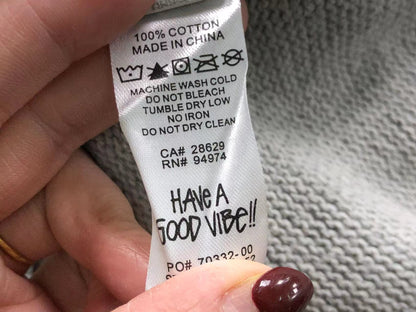 100% COTTON
MADE IN CHINA
MACHINE WASH COLD
DO NOT BLEACH
TUMBLE DRY LOW
NO IRON
DO NOT DRY CLEAN
CA# 28629
RN# 94974
HAVE A
GOOD VIBE!!
PO# 70332-00